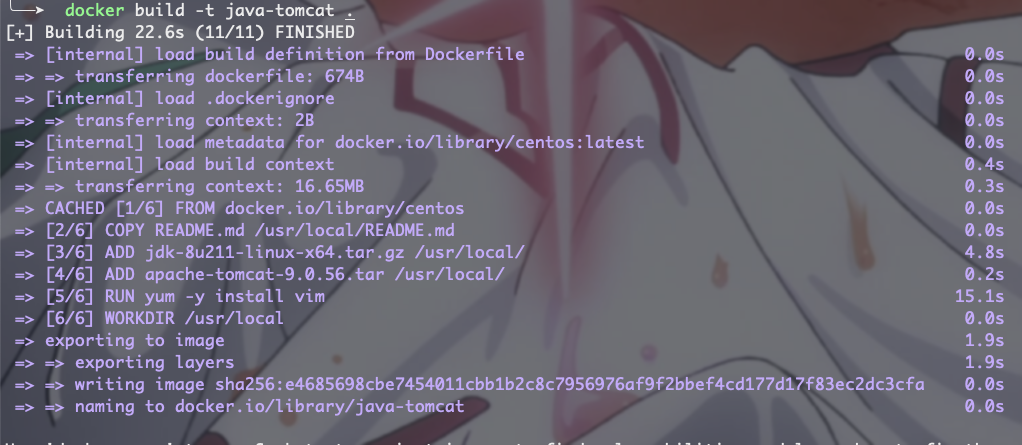 docker build -t java-tomcat .
[+] Building 22.6s (11/11) FINISHED
=> [internal] load build definition from Dockerfile 0.0s
=> => transferring dockerfile: 674B 0.0s
=> [internal] load .dockerignore 0.0s
=> => transferring context: 2B 0.0s
=> [internal] load metadata for docker.io/library/centos:latest 0.0s
=> [internal] load build context 0.4s
=> => transferring context: 16.65MB 0.3s
=> CACHED [1/6] FROM docker.io/library/centos 0.0s
=> [2/6] COPY README.md /usr/local/README.md 0.0s
=> [3/6] ADD jdk-8u211-linux-x64.tar.gz /usr/local/ 4.8s
=> [4/6] ADD apache-tomcat-9.0.56.tar /usr/local/ 0.2s
=> [5/6] RUN yum -y install vim 15.1s
=> [6/6] WORKDIR /usr/local 0.0s
=> exporting to image 1.9s
=> => exporting layers 1.9s
=> => writing image sha256:e4685698cbe7454011cbb1b2c8c7956976af9f2bbef4cd177d17f83ec2dc3cfa 0.0s
=> => naming to docker.io/library/java-tomcat 0.0s